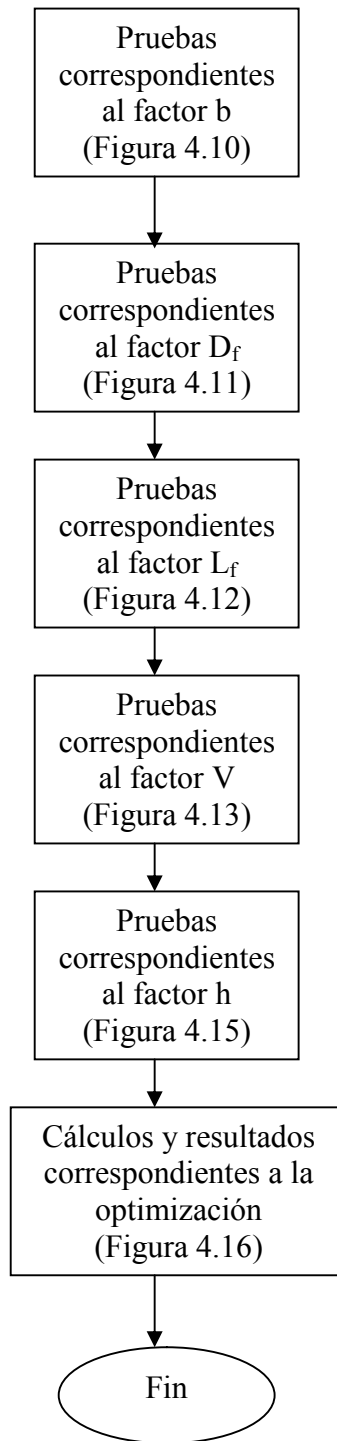 Pruebas
correspondientes
al factor b
(Figura 4.10)
Pruebas
correspondientes
al factor D_f
(Figura 4.11)
Pruebas
correspondientes
al factor L_f
(Figura 4.12)
Pruebas
correspondientes
al factor V
(Figura 4.13)
Pruebas
correspondientes
al factor h
(Figura 4.15)
Cálculos y resultados
correspondientes a la
optimización
(Figura 4.16)
Fin